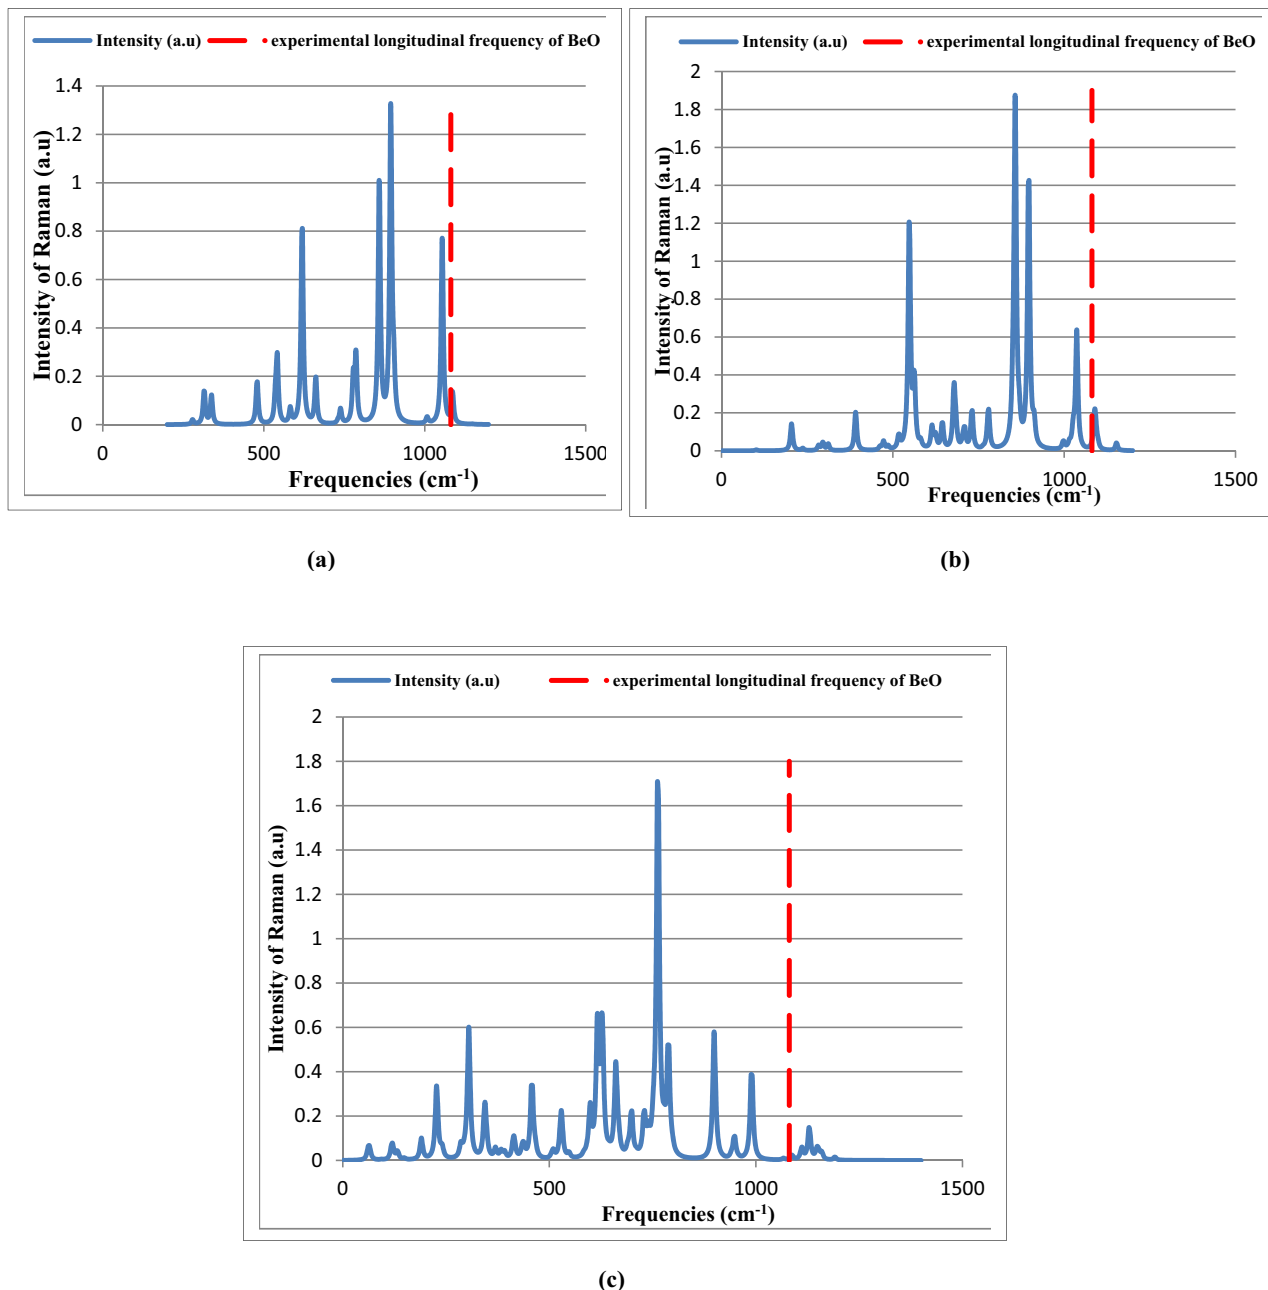 Intensity (a.u) experimental longitudinal frequency of BeO
1.4
1.2
1
0.8
0.6
0.4
0.2
0
0 500 1000 1500
Intensity of Raman (a.u)
Frequencies (cm-1)
(a)
Intensity (a.u) experimental longitudinal frequency of BeO
2
1.8
1.6
1.4
1.2
1
0.8
0.6
0.4
0.2
0
0 500 1000 1500
Intensity of Raman (a.u)
Frequencies (cm-1)
(b)
Intensity (a.u) experimental longitudinal frequency of BeO
2
1.8
1.6
1.4
1.2
1
0.8
0.6
0.4
0.2
0
0 500 1000 1500
Intensity of Raman (a.u)
Frequencies (cm-1)
(c)